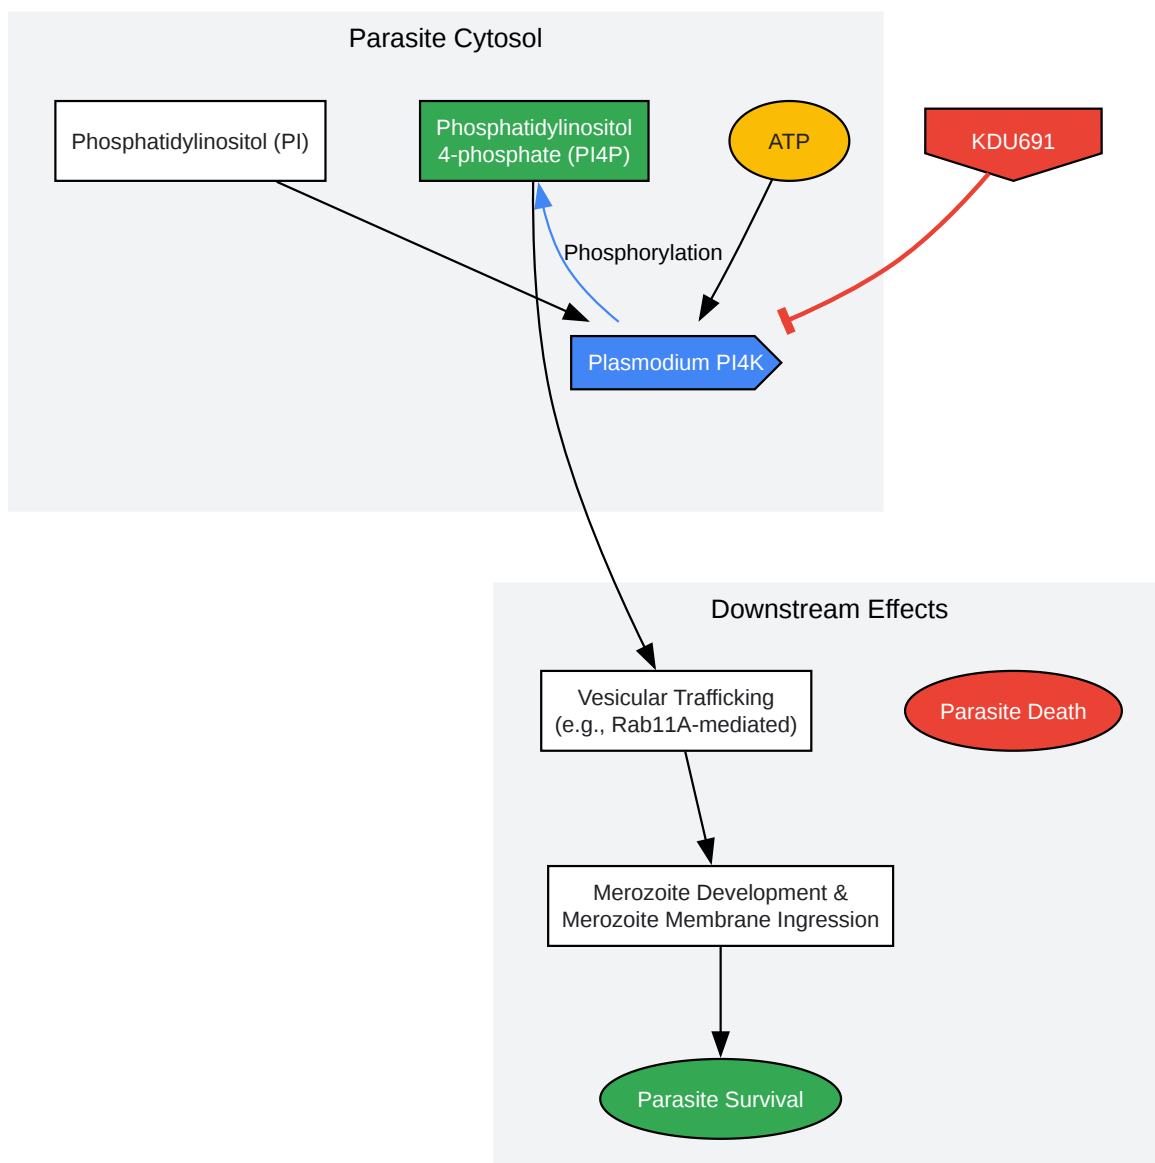 Parasite Cytosol
Phosphatidylinositol (PI)
Phosphatidylinositol
4-phosphate (PI4P)
ATP
KDU691
Phosphorylation
Plasmodium PI4K
Downstream Effects
Vesicular Trafficking
(e.g., Rab11A-mediated)
Parasite Death
Merozoite Development &
Merozoite Membrane Ingression
Parasite Survival